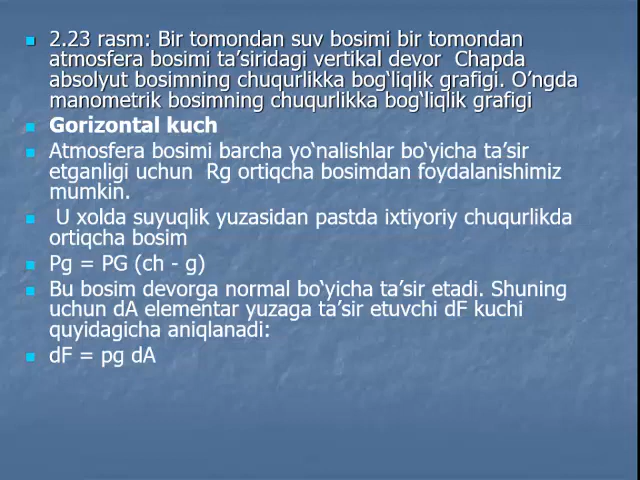 2.23 rasm: Bir tomondan suv bosimi bir tomondan
atmosfera bosimi ta’siridagi vertikal devor Chapda
absolyut bosimning chuqurlikka bog‘liqlik grafigi. O’ngda
manometrik bosimning chuqurlikka bog‘liqlik grafigi
Gorizontal kuch
Atmosfera bosimi barcha yo‘nalishlar bo‘yicha ta’sir
etganligi uchun Rg ortiqcha bosimdan foydalanishimiz
mumkin.
U xolda suyuqlik yuzasidan pastda ixtiyoriy chuqurlikda
ortiqcha bosim
Pg = PG (ch - g)
Bu bosim devorga normal bo‘yicha ta’sir etadi. Shuning
uchun dA elementar yuzaga ta’sir etuvchi dF kuchi
quyidagicha aniqlanadi:
dF = pg dA